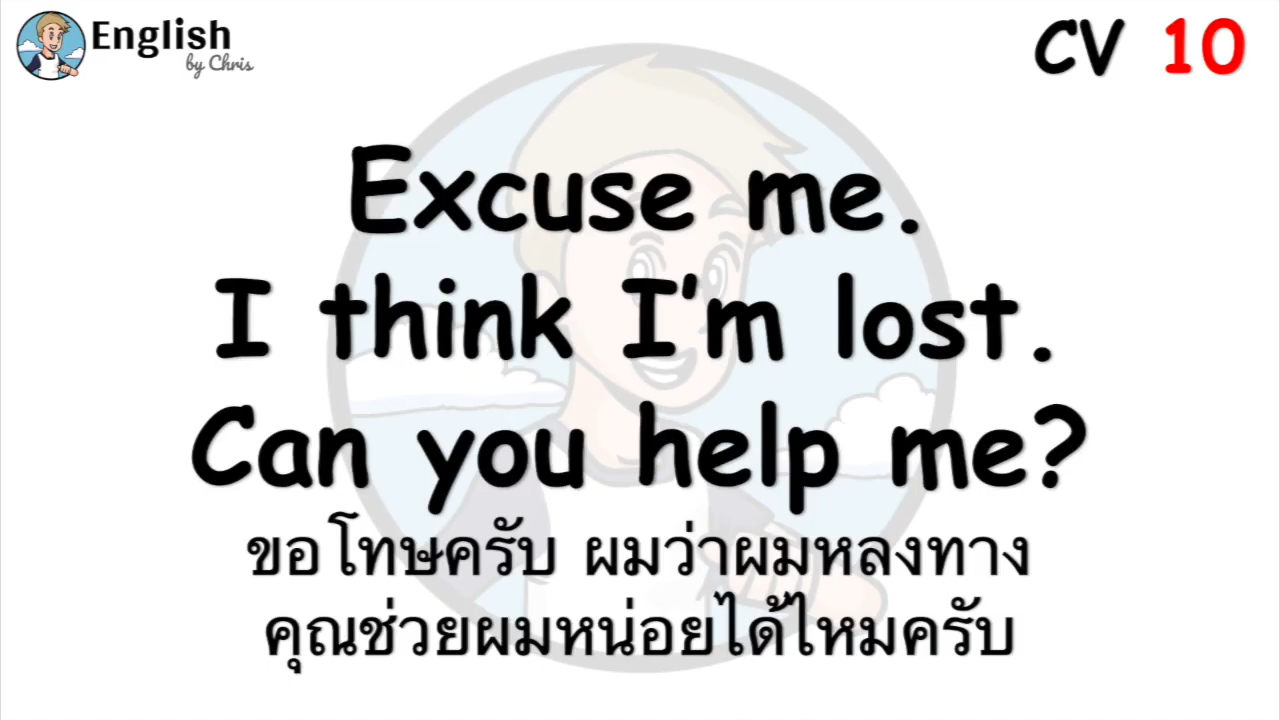 English
by Chris
CV 10
Excuse me.
I think I'm lost.
Can you help me?
ขอโทษครับ ผมว่าผมหลงทาง
คุณช่วยผมหน่อยได้ไหมครับ